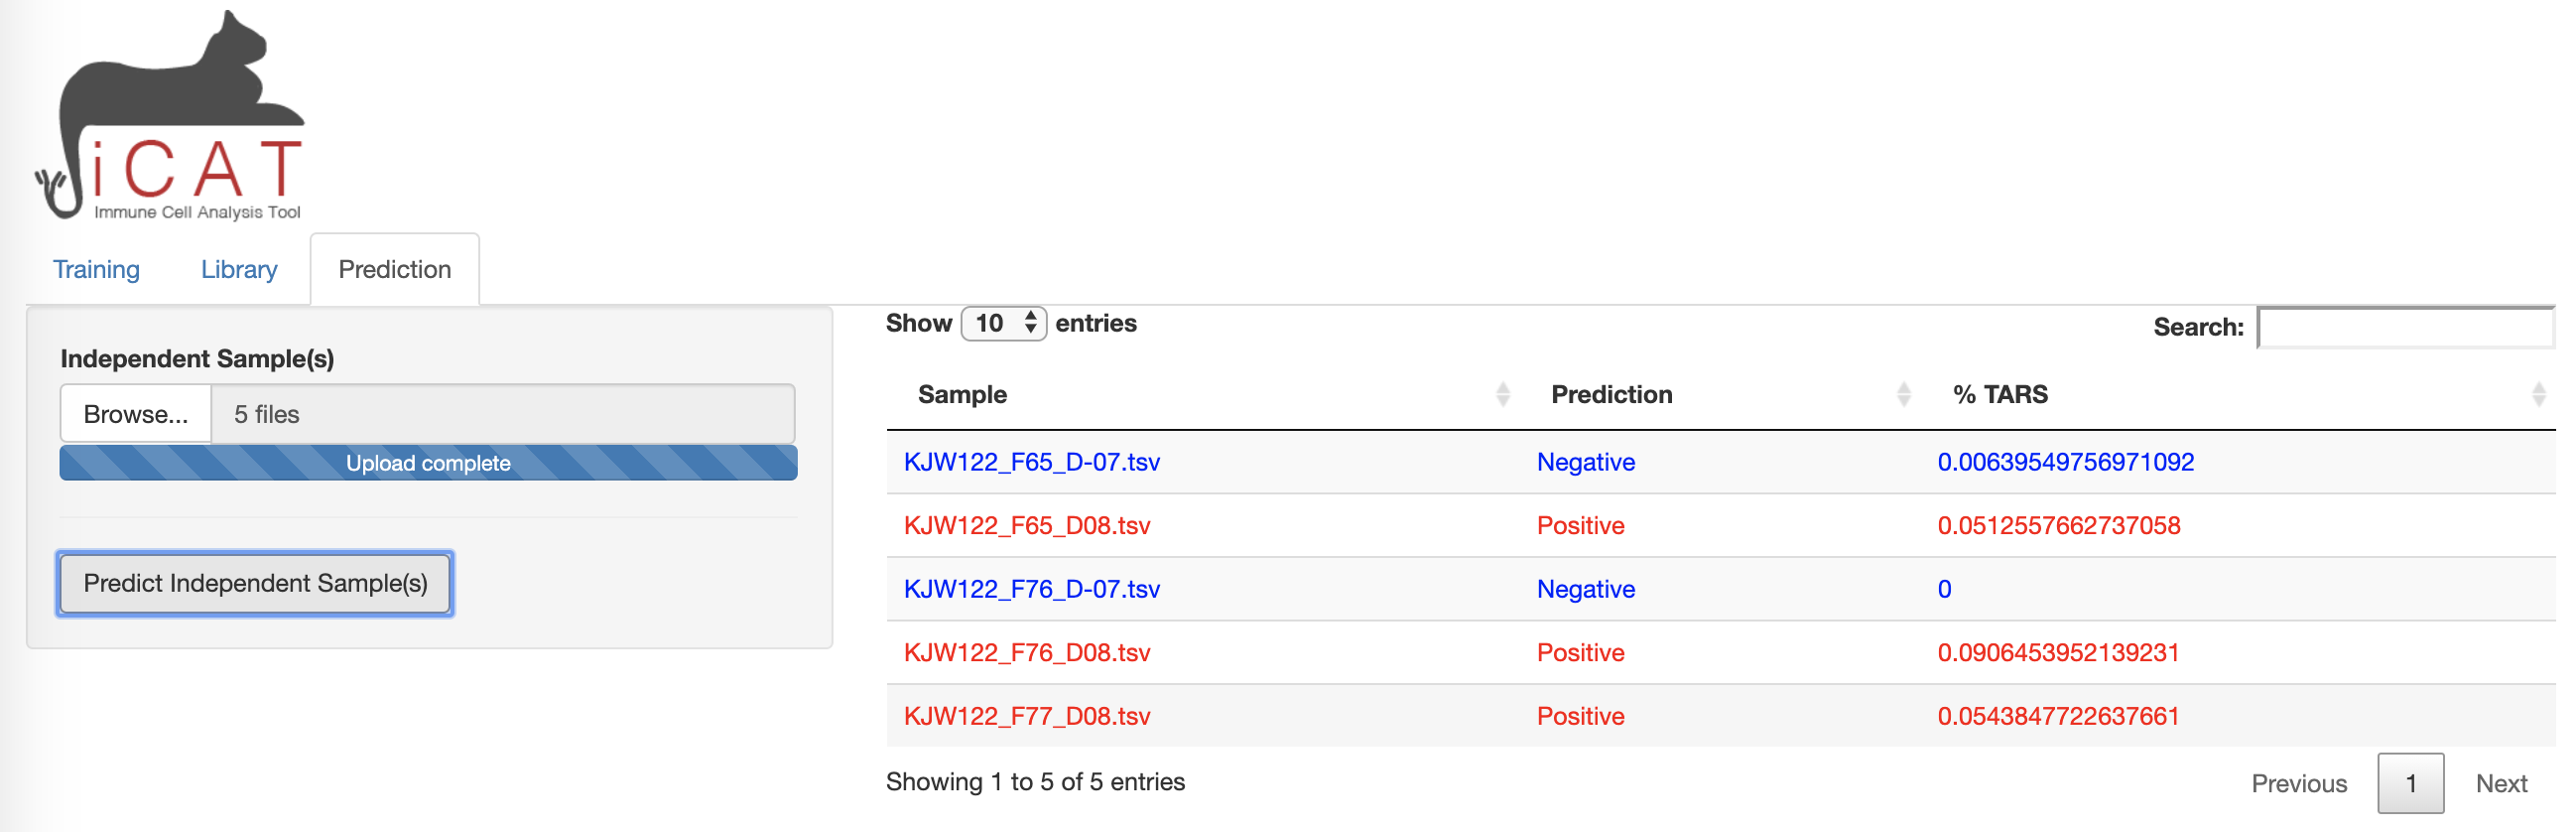 iCAT
Immune Cell Analysis Tool
Training Library Prediction
Independent Sample(s)
Browse... 5 files
Upload complete
Predict Independent Sample(s)
Show 10 entries
Search:
Sample Prediction % TARS
KJW122_F65_D-07.tsv Negative 0.00639549756971092
KJW122_F65_D08.tsv Positive 0.0512557662737058
KJW122_F76_D-07.tsv Negative 0
KJW122_F76_D08.tsv Positive 0.0906453952139231
KJW122_F77_D08.tsv Positive 0.0543847722637661
Showing 1 to 5 of 5 entries
Previous 1 Next